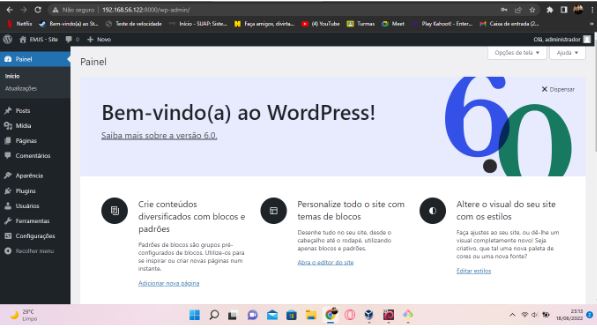 Não seguro | 192.168.56.122:8000/wp-admin/
Netflix
Bem-vindo(a) ao St...
Teste de velocidade
Início - SUAP: Siste...
Faça amigos, divirta...
(4) YouTube
Turmas
Meet
Play Kahoot! - Enter...
Caixa de entrada (2...
EMJS - Site
0
Novo
Olá, administrador
Painel
Início
Atualizações
Posts
Mídia
Páginas
Comentários
Aparência
Plugins
Usuários
Ferramentas
Configurações
Recolher menu
Painel
Opções de tela
Ajuda
Dispensar
Bem-vindo(a) ao WordPress!
Saiba mais sobre a versão 6.0.
6.0
Crie conteúdos
diversificados com blocos e
padrões
Padrões de blocos são grupos pré-
configurados de blocos. Utilize-os para
se inspirar ou criar novas páginas num
instante.
Adicionar nova página
Personalize todo o site com
temas de blocos
Desenhe tudo no seu site, desde o
cabeçalho até o rodapé, utilizando
apenas blocos e padrões.
Abra o editor do site
Altere o visual do seu site
com os estilos
Faça ajustes ao seu site, ou dê-lhe um
visual completamente novo! Seja
criativo, que tal uma nova paleta de
cores ou uma nova fonte?
Editar estilos
29°C
Limpo
23:13
18/06/2022